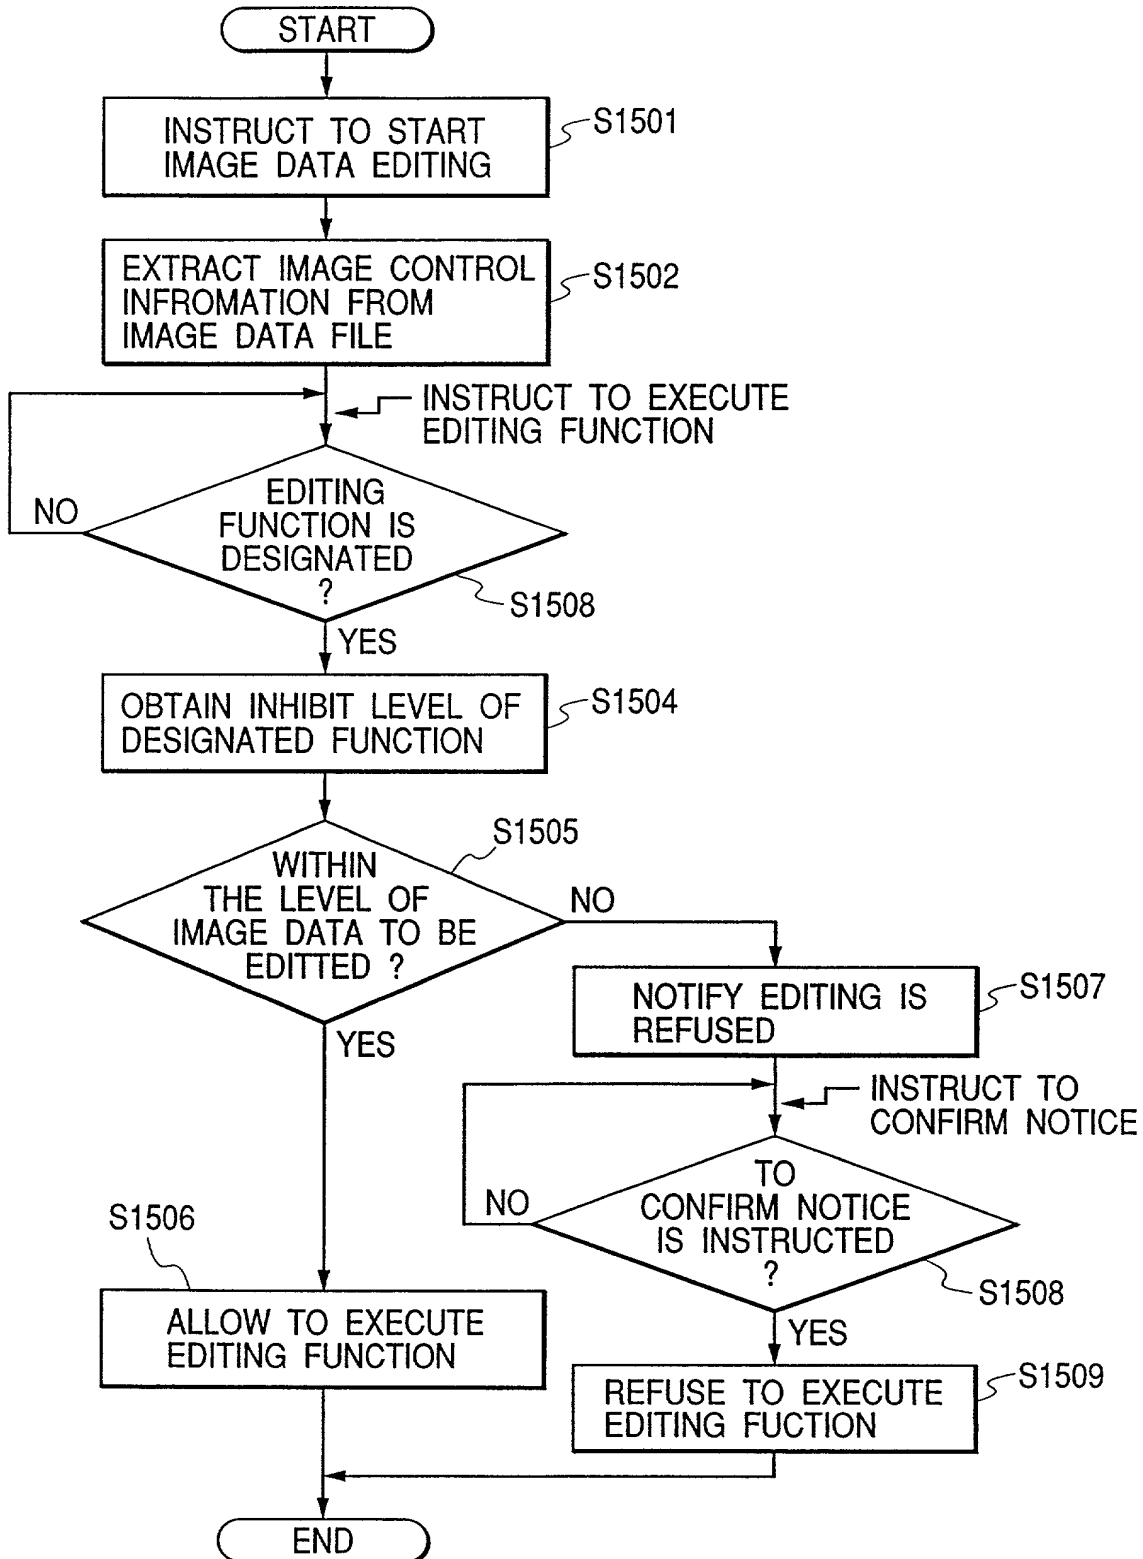 START
INSTRUCT TO START
IMAGE DATA EDITING
S1501
EXTRACT IMAGE CONTROL
INFROMATION FROM
IMAGE DATA FILE
S1502
INSTRUCT TO EXECUTE
EDITING FUNCTION
EDITING
FUNCTION IS
DESIGNATED
?
NO
S1508
YES
OBTAIN INHIBIT LEVEL OF
DESIGNATED FUNCTION
S1504
S1505
WITHIN
THE LEVEL OF
IMAGE DATA TO BE
EDITTED ?
NO
YES
NOTIFY EDITING IS
REFUSED
S1507
INSTRUCT TO
CONFIRM NOTICE
TO
CONFIRM NOTICE
IS INSTRUCTED
?
NO
S1508
YES
S1506
ALLOW TO EXECUTE
EDITING FUNCTION
REFUSE TO EXECUTE
EDITING FUCTION
S1509
END